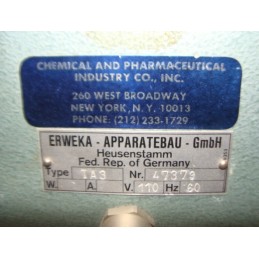 CHEMICAL AND PHARMACEUTICAL
INDUSTRY CO., INC.
260 WEST BROADWAY
NEW YORK, N. Y. 10013
PHONE: (212) 233-1729
ERWEKA - APPARATEBAU - GmbH
Heusenstamm
Fed. Rep. of Germany
Type TA3 Nr. 47379
W. A. V. 110 Hz 60